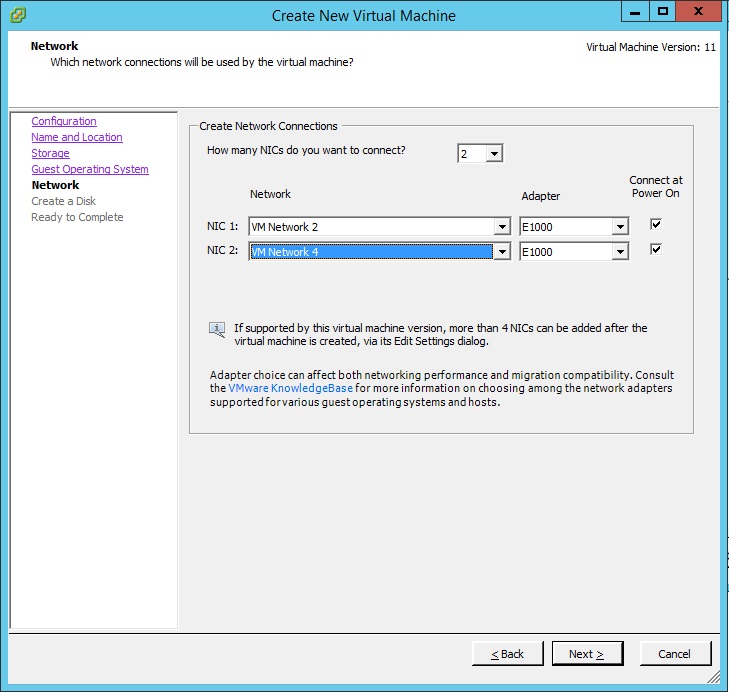 Create New Virtual Machine
X
Network
Which network connections will be used by the virtual machine?
Virtual Machine Version: 11
Configuration
Name and Location
Storage
Guest Operating System
Network
Create a Disk
Ready to Complete
Create Network Connections
How many NICs do you want to connect?
2
Network
Adapter
Connect at
Power On
NIC 1:
VM Network 2
E1000
NIC 2:
VM Network 4
E1000
If supported by this virtual machine version, more than 4 NICs can be added after the
virtual machine is created, via its Edit Settings dialog.
Adapter choice can affect both networking performance and migration compatibility. Consult
the VMware KnowledgeBase for more information on choosing among the network adapters
supported for various guest operating systems and hosts.
< Back
Next >
Cancel